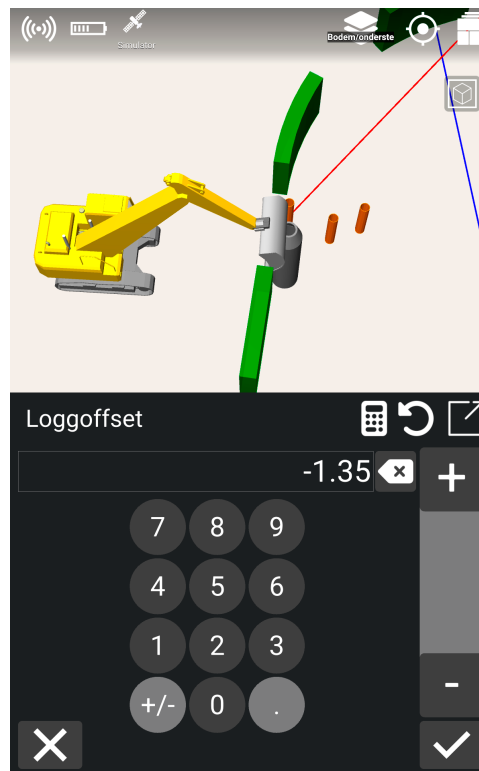 Simulator
Bodem/onderste
Loggoffset
-1.35
+
7 8 9
4 5 6
1 2 3
+/- 0 .
-